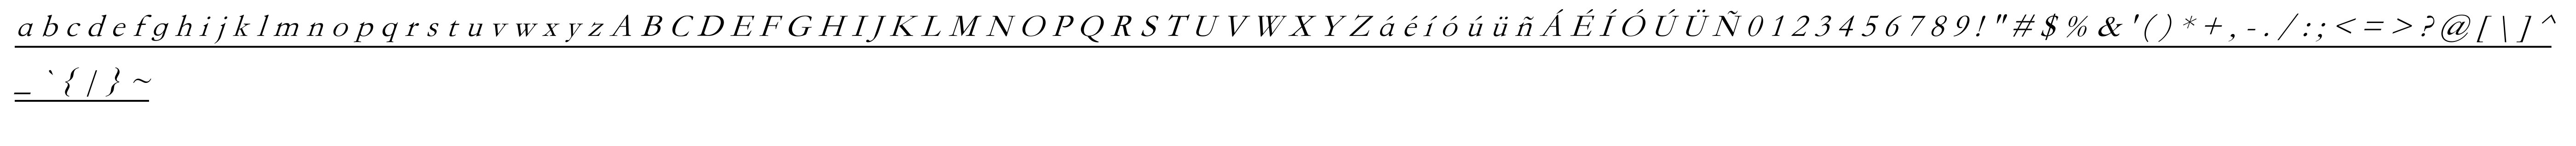 a b c d e f g h i j k l m n o p q r s t u v w x y z A B C D E F G H I J K L M N O P Q R S T U V W X Y Z á é í ó ú ü ñ Á É Í Ó Ú Ü Ñ 0 1 2 3 4 5 6 7 8 9 ! " # $ % & ' ( ) * + , - . / : ; < = > ? @ [ \ ] ^
_ ` { | } ~